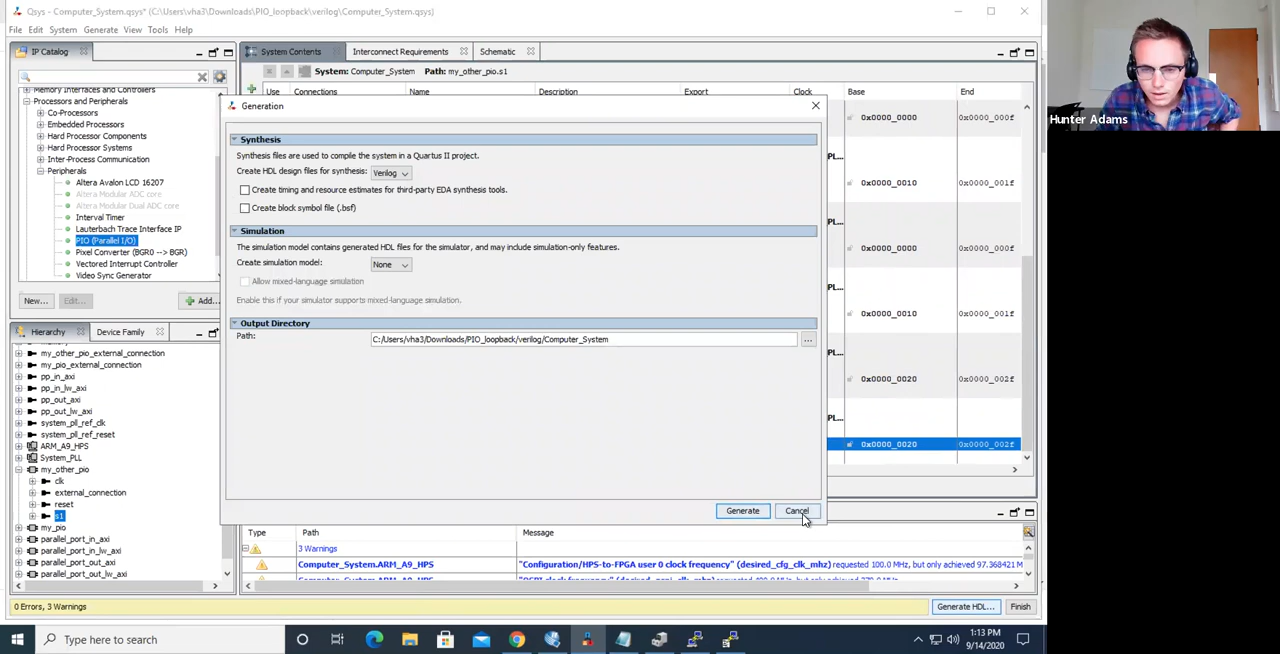 Qsys - Computer_System.qsys* (C:\Users\vha3\Downloads\PIO_loopback\verilog\Computer_System.qsys)
File Edit System Generate View Tools Help
IP Catalog
System Contents Interconnect Requirements Schematic
System: Computer_System Path: my_other_pio.s1
Use Connections Name Description Export Clock Base End
Memory Interfaces and Controllers
Processors and Peripherals
Co-Processors
Embedded Processors
Hard Processor Components
Hard Processor Systems
Inter-Process Communication
Peripherals
Altera Avalon LCD 16207
Altera Modular ADC core
Altera Modular Dual ADC core
Interval Timer
Lauterbach Trace Interface IP
PIO (Parallel I/O)
Pixel Converter (BGR0 --> BGR)
Vectored Interrupt Controller
Video Sync Generator
New... Edit... Add...
Hierarchy Device Family
my_other_pio_external_connection
my_pio_external_connection
pp_in_axi
pp_in_lw_axi
pp_out_axi
pp_out_lw_axi
system_pll_ref_clk
system_pll_ref_reset
ARM_A9_HPS
System_PLL
my_other_pio
clk
external_connection
reset
s1
my_pio
parallel_port_in_axi
parallel_port_in_lw_axi
parallel_port_out_axi
parallel_port_out_lw_axi
Generation
Synthesis
Synthesis files are used to compile the system in a Quartus II project.
Create HDL design files for synthesis: Verilog
Create timing and resource estimates for third-party EDA synthesis tools.
Create block symbol file (.bsf)
Simulation
The simulation model contains generated HDL files for the simulator, and may include simulation-only features.
Create simulation model: None
Allow mixed-language simulation
Enable this if your simulator supports mixed-language simulation.
Output Directory
Path: C:/Users/vha3/Downloads/PIO_loopback/verilog/Computer_System ...
Generate Cancel
0x0000_0000 0x0000_000f
PL...
0x0000_0010 0x0000_001f
PL...
0x0000_0000 0x0000_000f
PL...
0x0000_0010 0x0000_001f
PL...
0x0000_0020 0x0000_002f
PL...
0x0000_0020 0x0000_002f
Type Path Message
3 Warnings
Computer_System.ARM_A9_HPS "Configuration/HPS-to-FPGA user 0 clock frequency" (desired_cfg_clk_mhz) requested 100.0 MHz, but only achieved 97.368421 M
0 Errors, 3 Warnings
Generate HDL... Finish
Type here to search
1:13 PM
9/14/2020
Hunter Adams